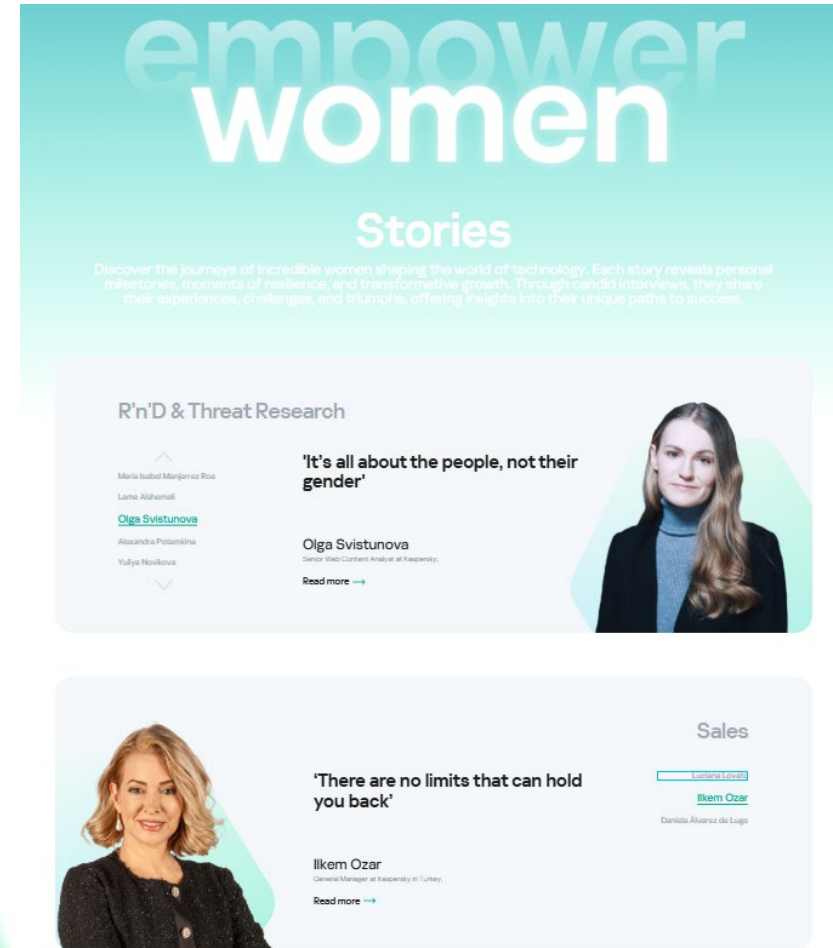 empower
women
Stories
Discover the journeys of incredible women shaping the world of technology. Each story reveals personal
milestones, moments of resilience, and transformative growth. Through candid interviews, they share
their experiences, challenges, and triumphs, offering insights into their unique paths to success.
R’n’D & Threat Research
Maria Isabel Manjarrez Roa
Lama Alshemali
Olga Svistunova
Alexandra Potemkina
Yuliya Novikova
'It’s all about the people, not their
gender'
Olga Svistunova
Senior Web Content Analyst at Kaspersky,
Read more →
‘There are no limits that can hold
you back’
Ilkem Ozar
General Manager at Kaspersky in Turkey,
Read more →
Sales
Luciana Lovato
Ilkem Ozar
Daniela Álvarez de Lugo